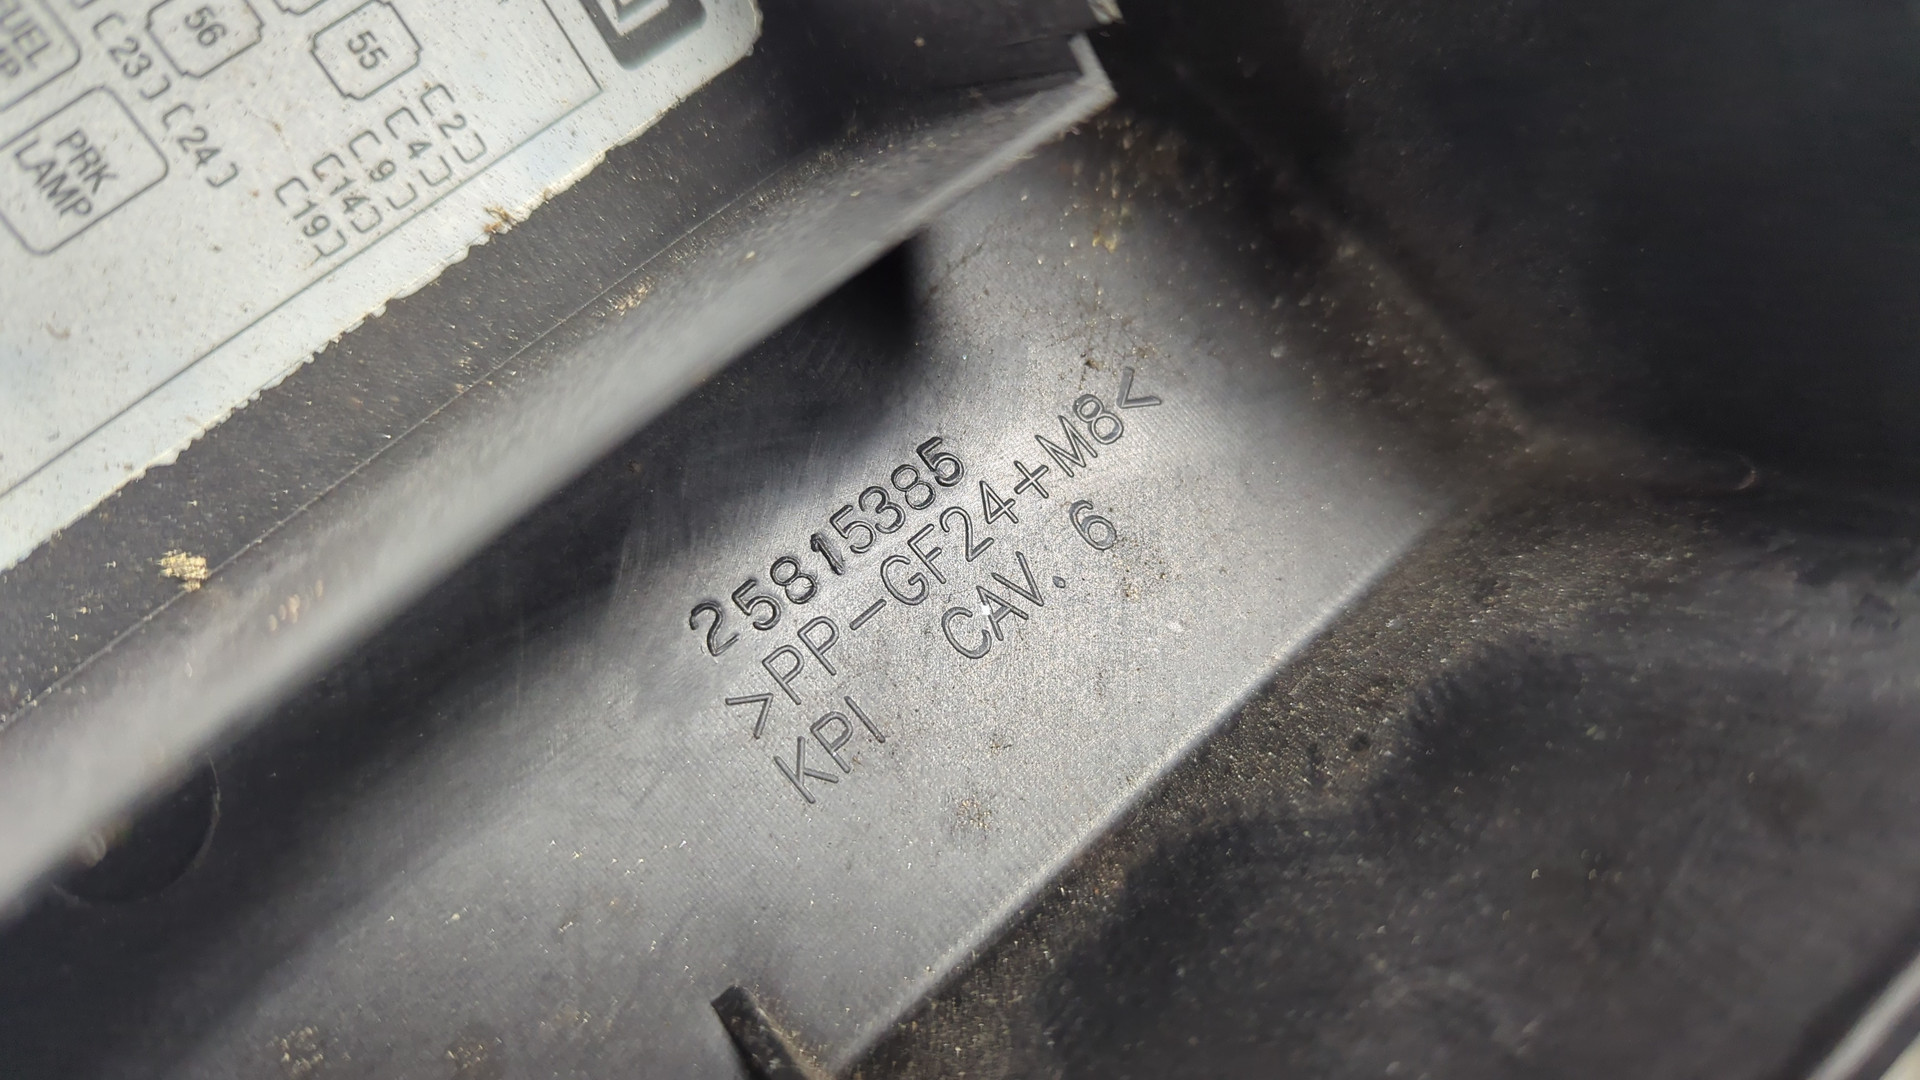 56
55
[23]
[24]
PRK
LAMP
[2]
[4]
[9]
[14]
[19]
25815385
>PP-GF24+M8<
CAV. 6
KPI